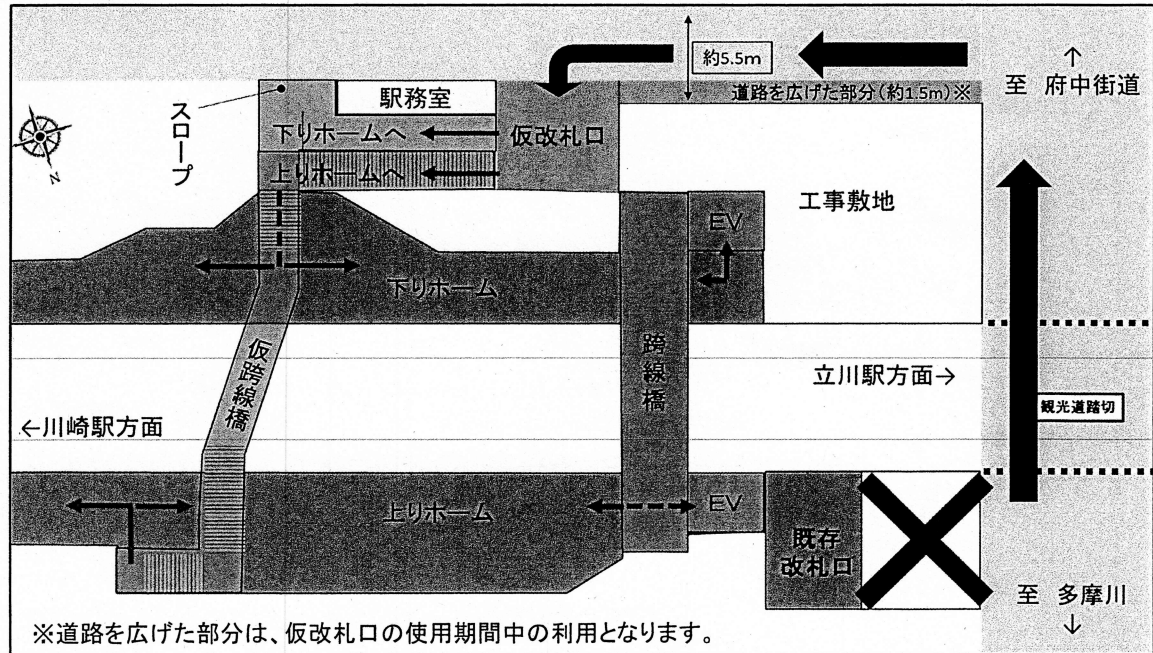 約5.5m
↑
至 府中街道
道路を広げた部分(約1.5m)※
スロープ
駅務室
下りホームへ
仮改札口
上りホームへ
工事敷地
EV
下りホーム
N
仮跨線橋
跨線橋
立川駅方面→
観光道踏切
←川崎駅方面
上りホーム
EV
既存
改札口
至 多摩川
↓
※道路を広げた部分は、仮改札口の使用期間中の利用となります。